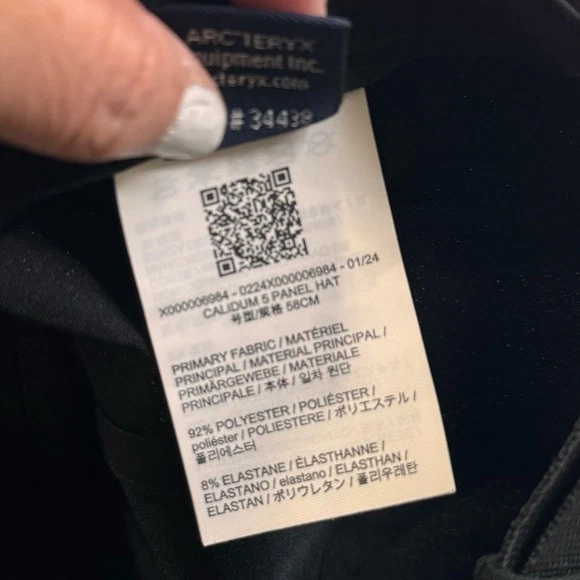 ARC'TERYX
quipment Inc.
cteryx.com
# 34439
X000006984 - 0224X000006984 - 01/24
CALIDUM 5 PANEL HAT
号型/规格 58CM
PRIMARY FABRIC / MATÉRIEL
PRINCIPAL / MATERIAL PRINCIPAL /
PRIMÄRGEWEBE / MATERIALE
PRINCIPALE / 本体 / 일차 원단
92% POLYESTER / POLIÉSTER /
poliéster / POLIESTERE / ポリエステル /
폴리에스터
8% ELASTANE / ÉLASTHANNE /
ELASTANO / elastano / ELASTHAN /
ELASTAN / ポリウレタン / 폴리우레탄